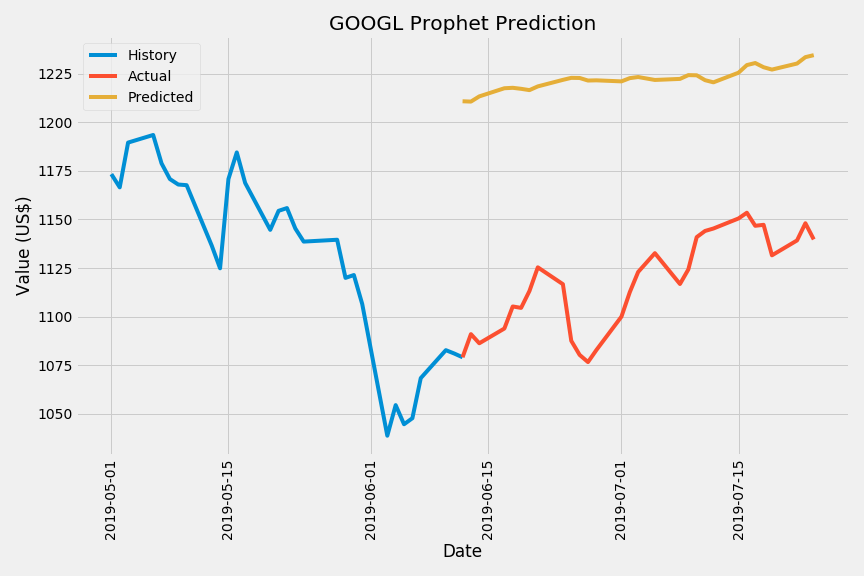 GOOGL Prophet Prediction
History
Actual
Predicted
Value (US$)
1225
1200
1175
1150
1125
1100
1075
1050
2019-05-01
2019-05-15
2019-06-01
2019-06-15
2019-07-01
2019-07-15
Date